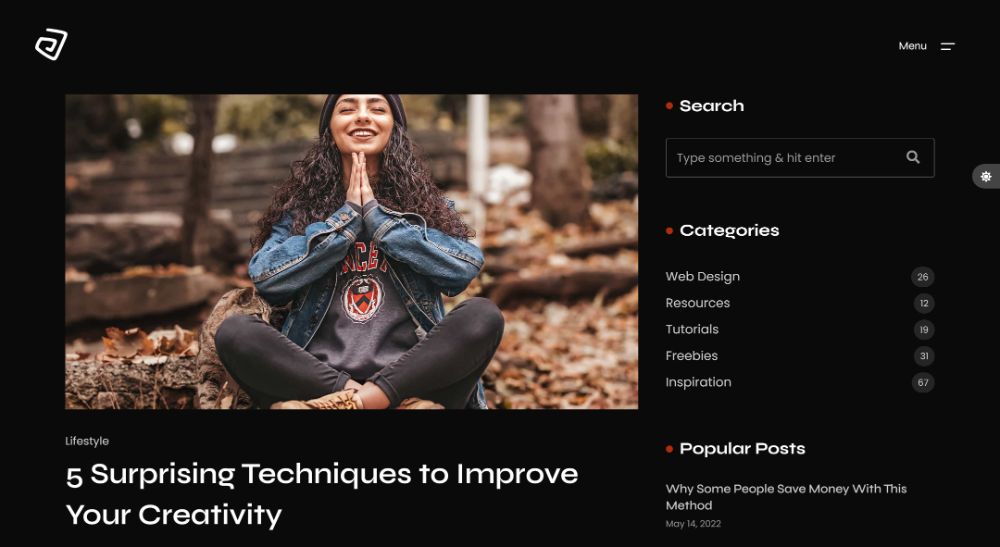 Menu
Search
Type something & hit enter
Categories
Web Design 26
Resources 12
Tutorials 19
Freebies 31
Inspiration 67
Lifestyle
5 Surprising Techniques to Improve
Your Creativity
Popular Posts
Why Some People Save Money With This
Method
May 14, 2022